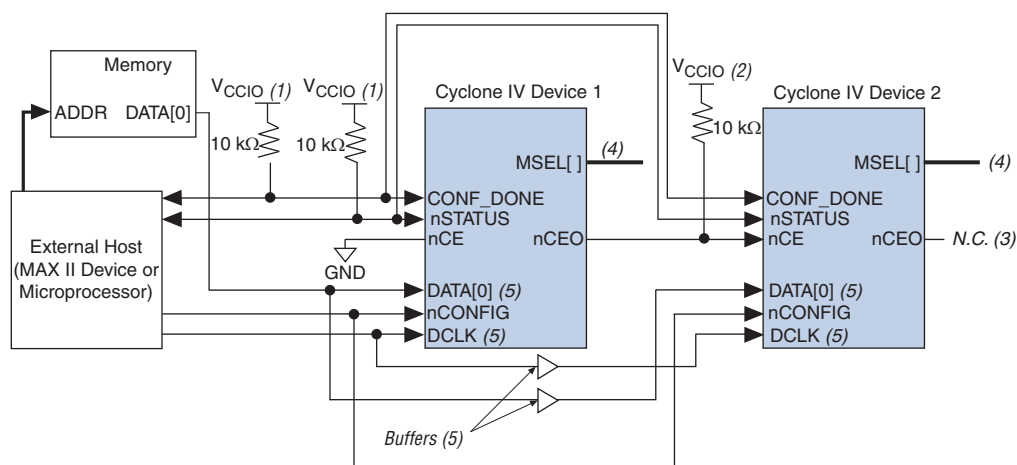 Memory
ADDR DATA[0]
VCCIO (1)
10 kΩ
VCCIO (1)
10 kΩ
Cyclone IV Device 1
MSEL[ ]
(4)
CONF_DONE
nSTATUS
nCE
nCEO
GND
DATA[0] (5)
nCONFIG
DCLK (5)
VCCIO (2)
10 kΩ
Cyclone IV Device 2
MSEL[ ]
(4)
CONF_DONE
nSTATUS
nCE
nCEO
N.C. (3)
DATA[0] (5)
nCONFIG
DCLK (5)
External Host
(MAX II Device or
Microprocessor)
Buffers (5)